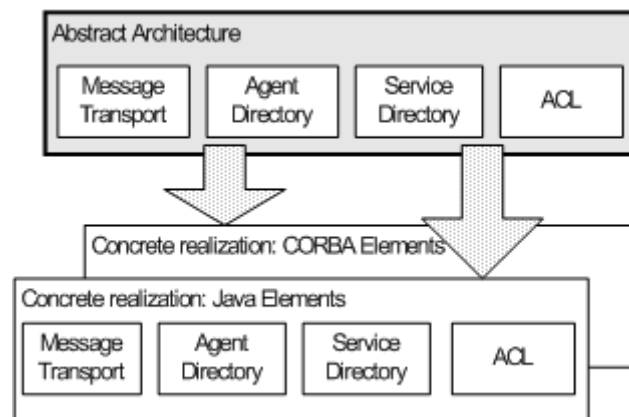 Abstract Architecture
Message
Transport
Agent
Directory
Service
Directory
ACL
Concrete realization: CORBA Elements
Concrete realization: Java Elements
Message
Transport
Agent
Directory
Service
Directory
ACL